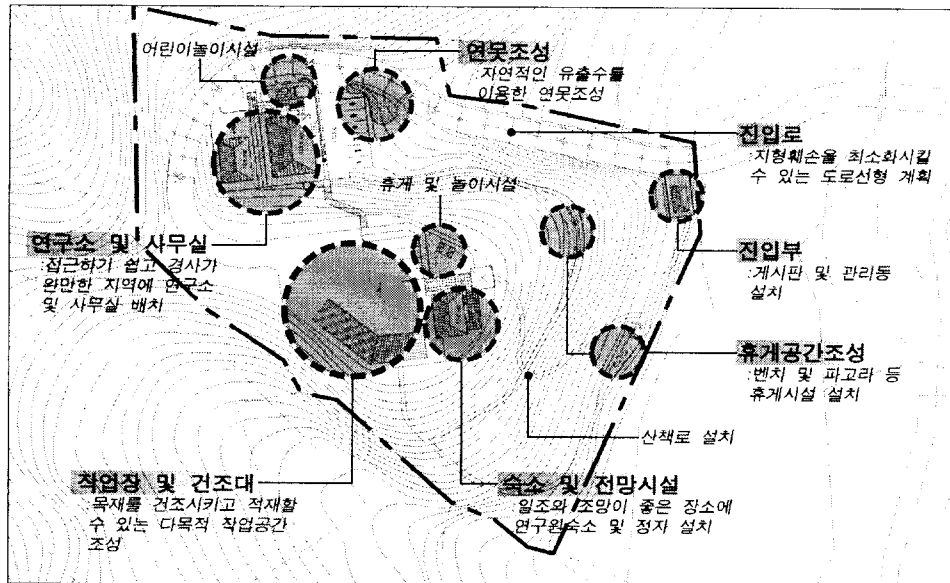 어린이놀이시설
연못조성
자연적인 유출수를
이용한 연못조성
진입로
지형훼손을 최소화시킬
수 있는 도로선형 계획
휴게 및 놀이시설
연구소 및 사무실
접근하기 쉽고 경사가
완만한 지역에 연구소
및 사무실 배치
진입부
게시판 및 관리동
설치
휴게공간조성
벤치 및 파고라 등
휴게시설 설치
산책로 설치
작업장 및 건조대
목재를 건조시키고 적재할
수 있는 다목적 작업공간
조성
숙소 및 전망시설
일조와 조망이 좋은 장소에
연구원숙소 및 정자 설치